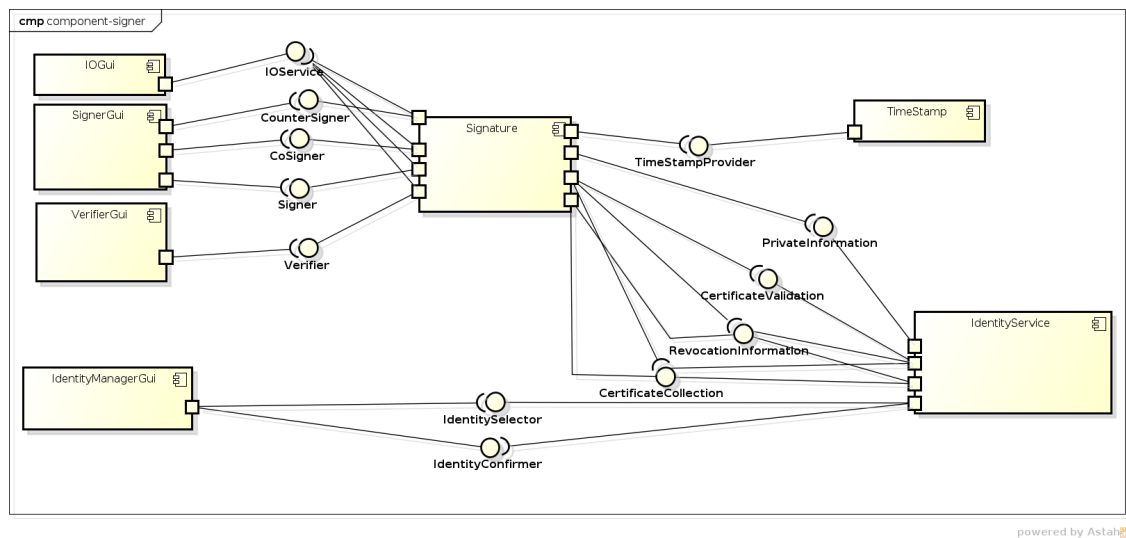 cmp component-signer
IOGui
IOService
SignerGui
CounterSigner
CoSigner
Signer
Signature
TimeStamp
TimeStampProvider
VerifierGui
Verifier
PrivateInformation
CertificateValidation
RevocationInformation
CertificateCollection
IdentityService
IdentityManagerGui
IdentitySelector
IdentityConfirmer
powered by Astah